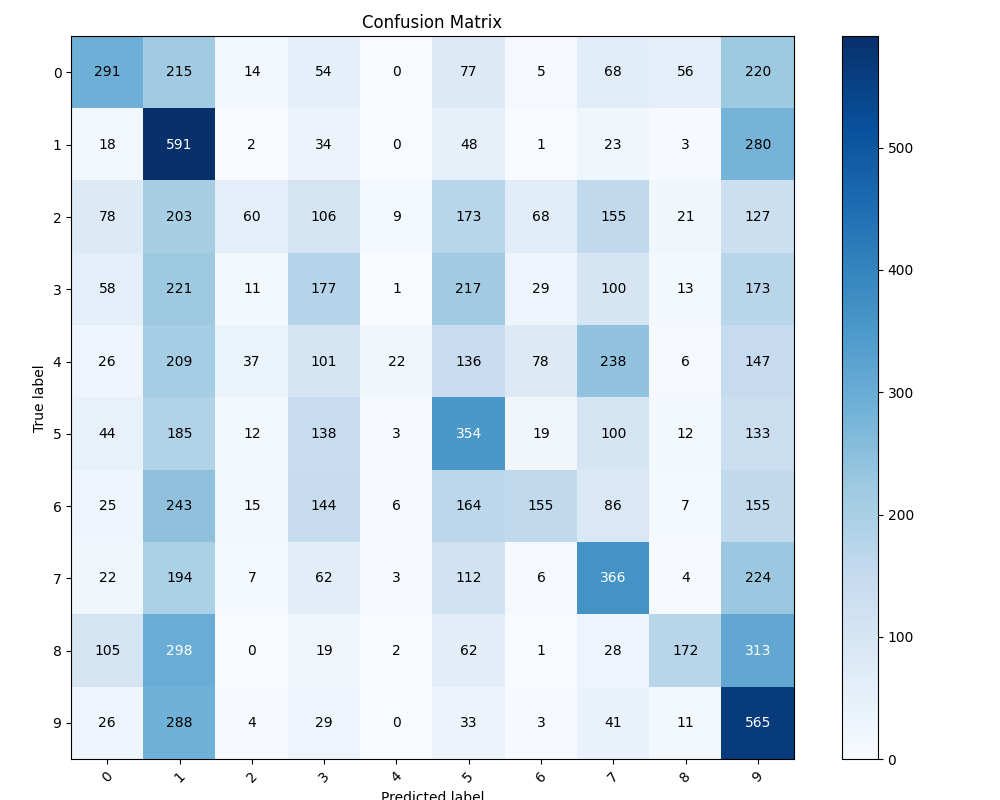 Confusion Matrix
0 291 215 14 54 0 77 5 68 56 220
1 18 591 2 34 0 48 1 23 3 280
2 78 203 60 106 9 173 68 155 21 127
3 58 221 11 177 1 217 29 100 13 173
4 26 209 37 101 22 136 78 238 6 147
5 44 185 12 138 3 354 19 100 12 133
6 25 243 15 144 6 164 155 86 7 155
7 22 194 7 62 3 112 6 366 4 224
8 105 298 0 19 2 62 1 28 172 313
9 26 288 4 29 0 33 3 41 11 565
0 1 2 3 4 5 6 7 8 9
True label
Predicted label
500
400
300
200
100
0